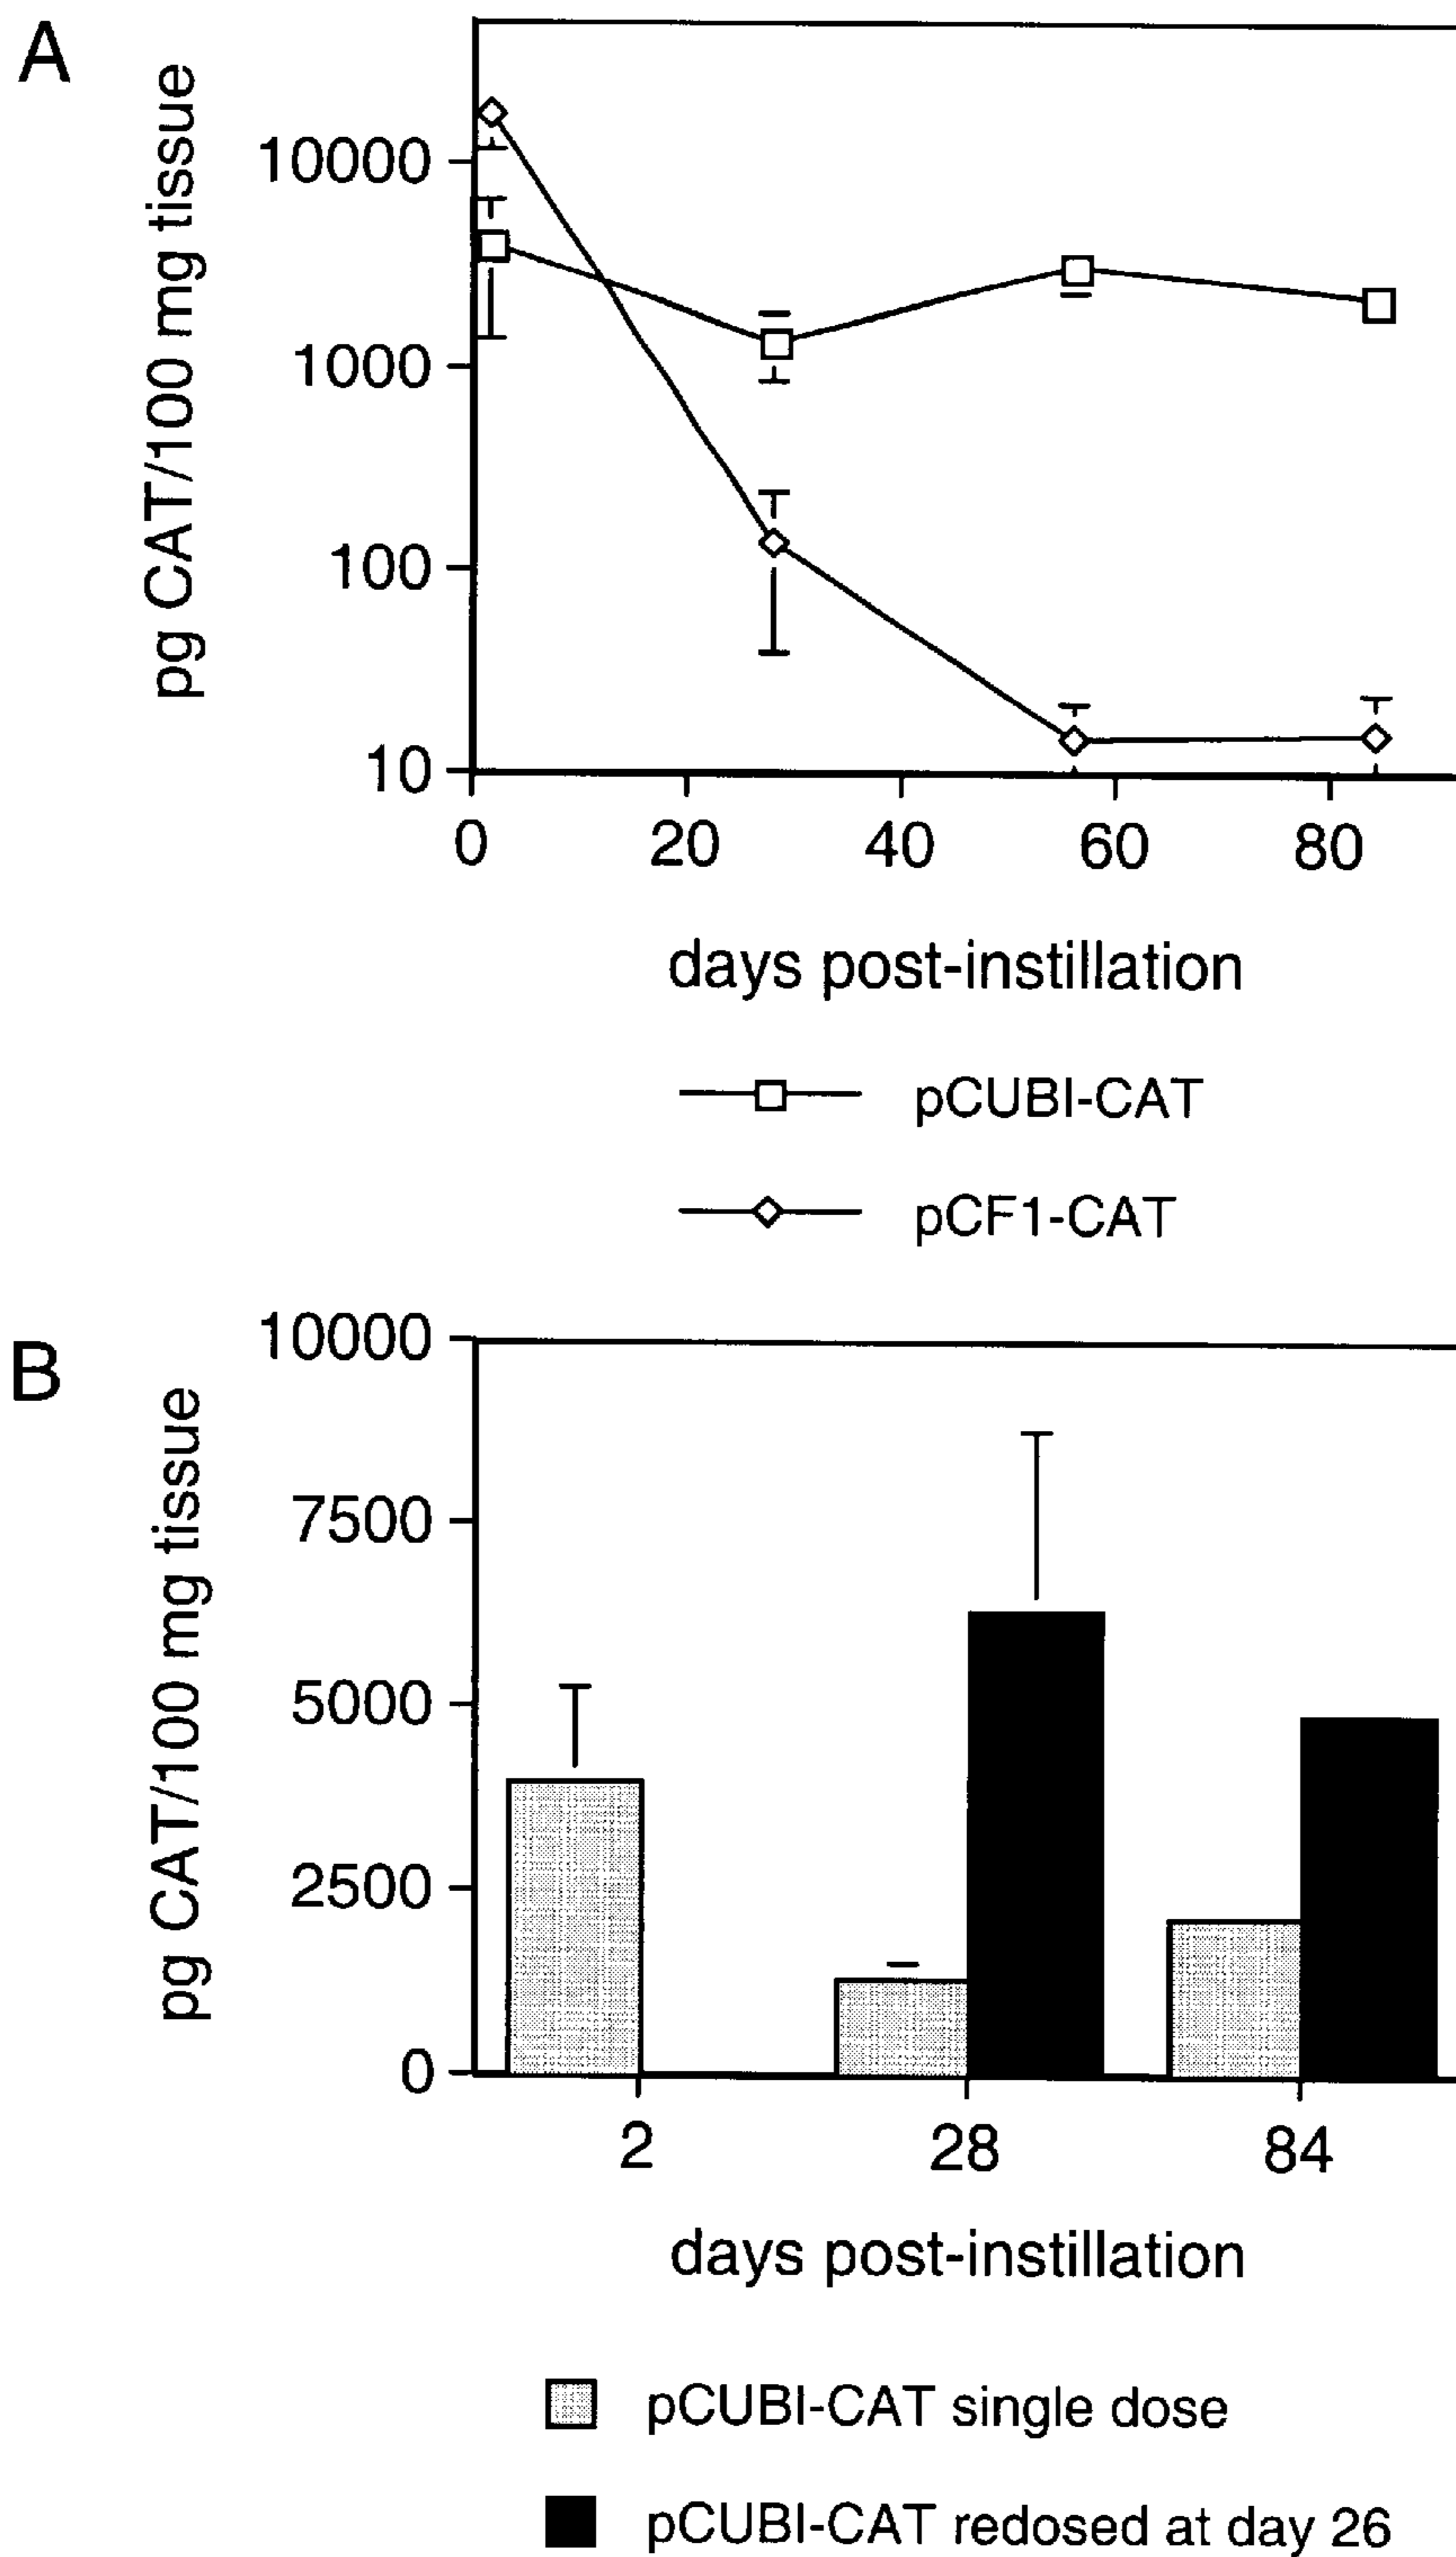 A
pg CAT/100 mg tissue
10000
1000
100
10
0 20 40 60 80
days post-instillation
pCUBI-CAT
pCF1-CAT
B
pg CAT/100 mg tissue
10000
7500
5000
2500
0
2 28 84
days post-instillation
pCUBI-CAT single dose
pCUBI-CAT redosed at day 26